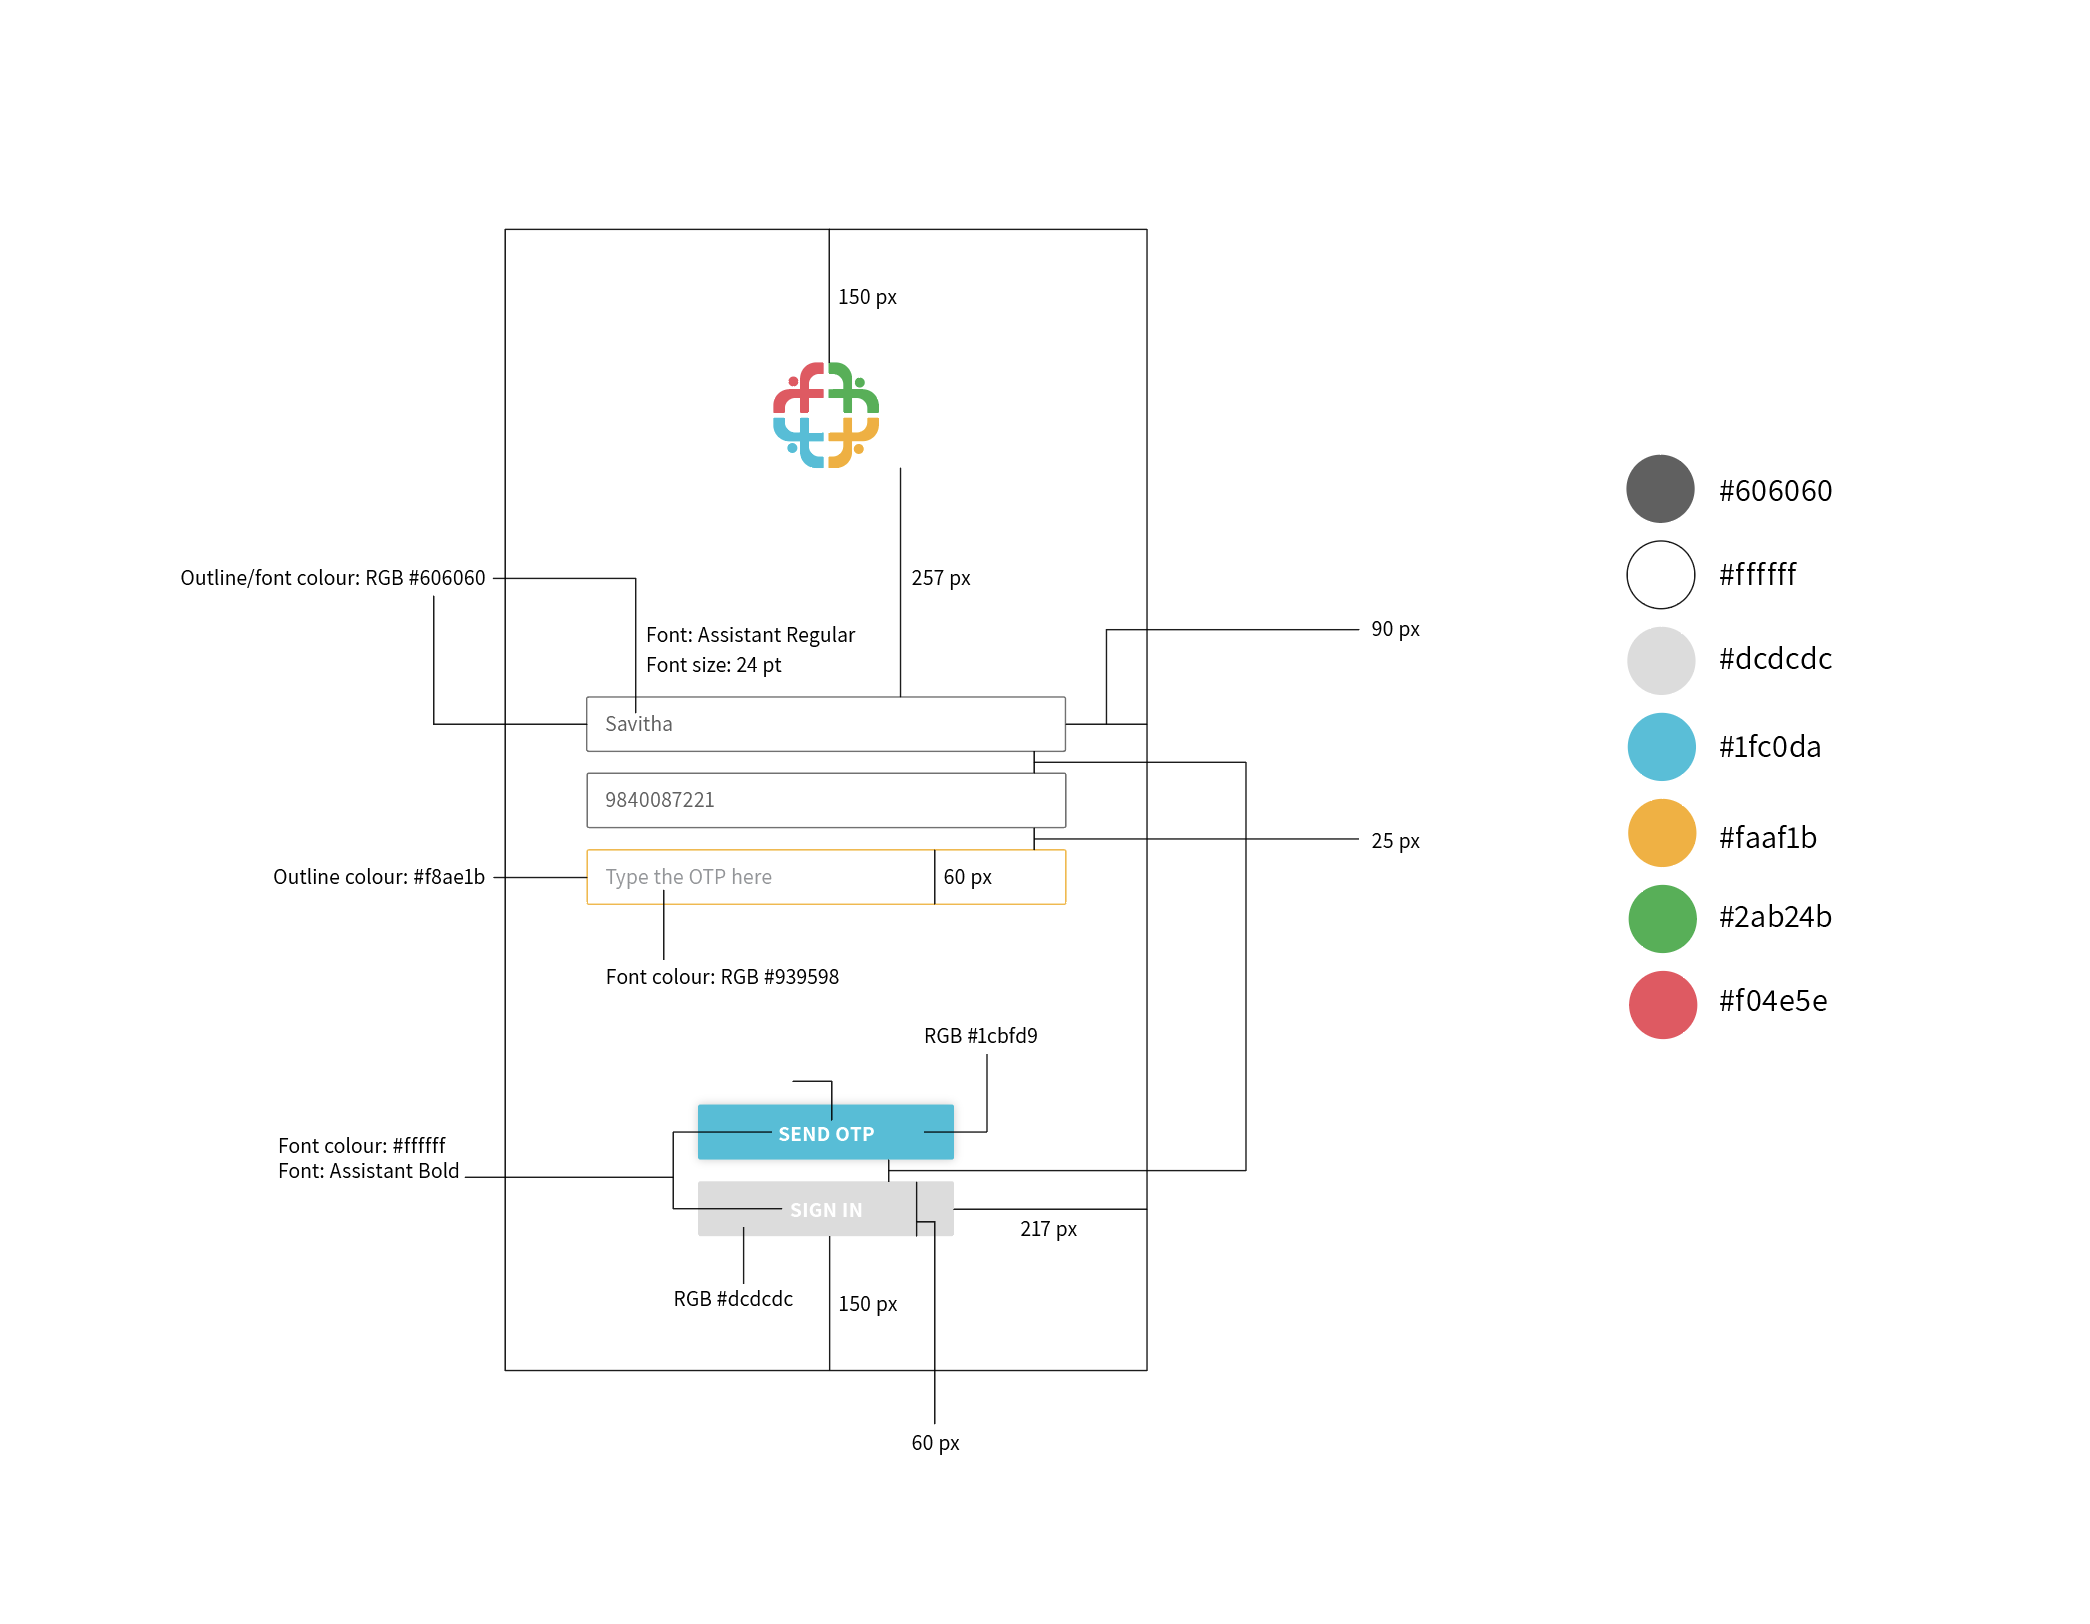 150 px
Outline/font colour: RGB #606060
257 px
Font: Assistant Regular
Font size: 24 pt
90 px
Savitha
9840087221
25 px
Outline colour: #f8ae1b
Type the OTP here
60 px
Font colour: RGB #939598
RGB #1cbfd9
SEND OTP
Font colour: #ffffff
Font: Assistant Bold
SIGN IN
217 px
RGB #dcdcdc
150 px
60 px
#606060
#ffffff
#dcdcdc
#1fc0da
#faaf1b
#2ab24b
#f04e5e